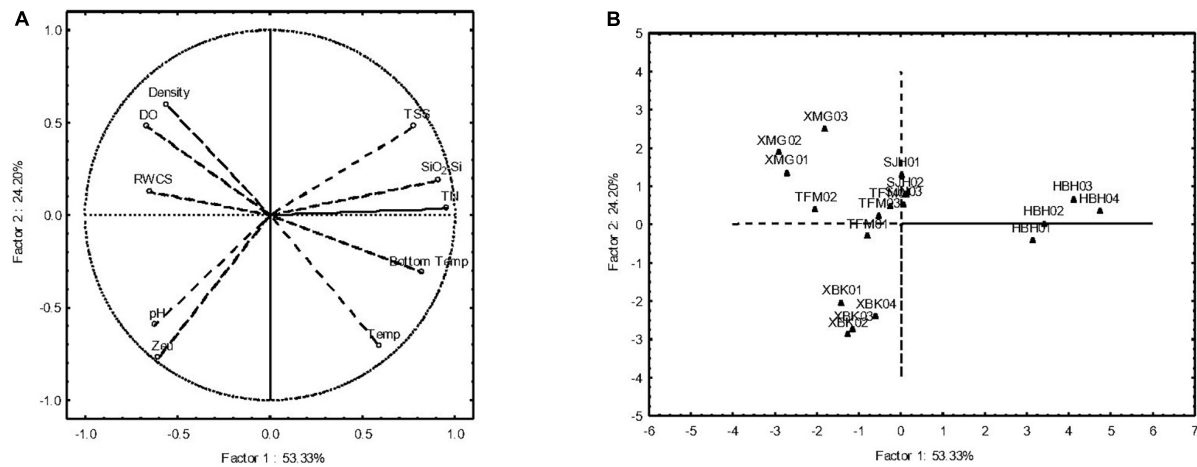 A
1.0
0.5
0.0
-0.5
-1.0
Factor 2 : 24.20%
Density
DO
RWCS
TSS
SiO2-Si
TN
Bottom Temp
Temp
pH
Zeu
-1.0 -0.5 0.0 0.5 1.0
Factor 1 : 53.33%
B
5
4
3
2
1
0
-1
-2
-3
-4
-5
Factor 2: 24.20%
XMG03
XMG02
XMG01
SJH01
SJH02
TFM02
TFM03
TFM01
HBH03
HBH04
HBH02
HBH01
XBK01
XBK04
XBK03
XBK02
-6 -5 -4 -3 -2 -1 0 1 2 3 4 5 6 7
Factor 1: 53.33%